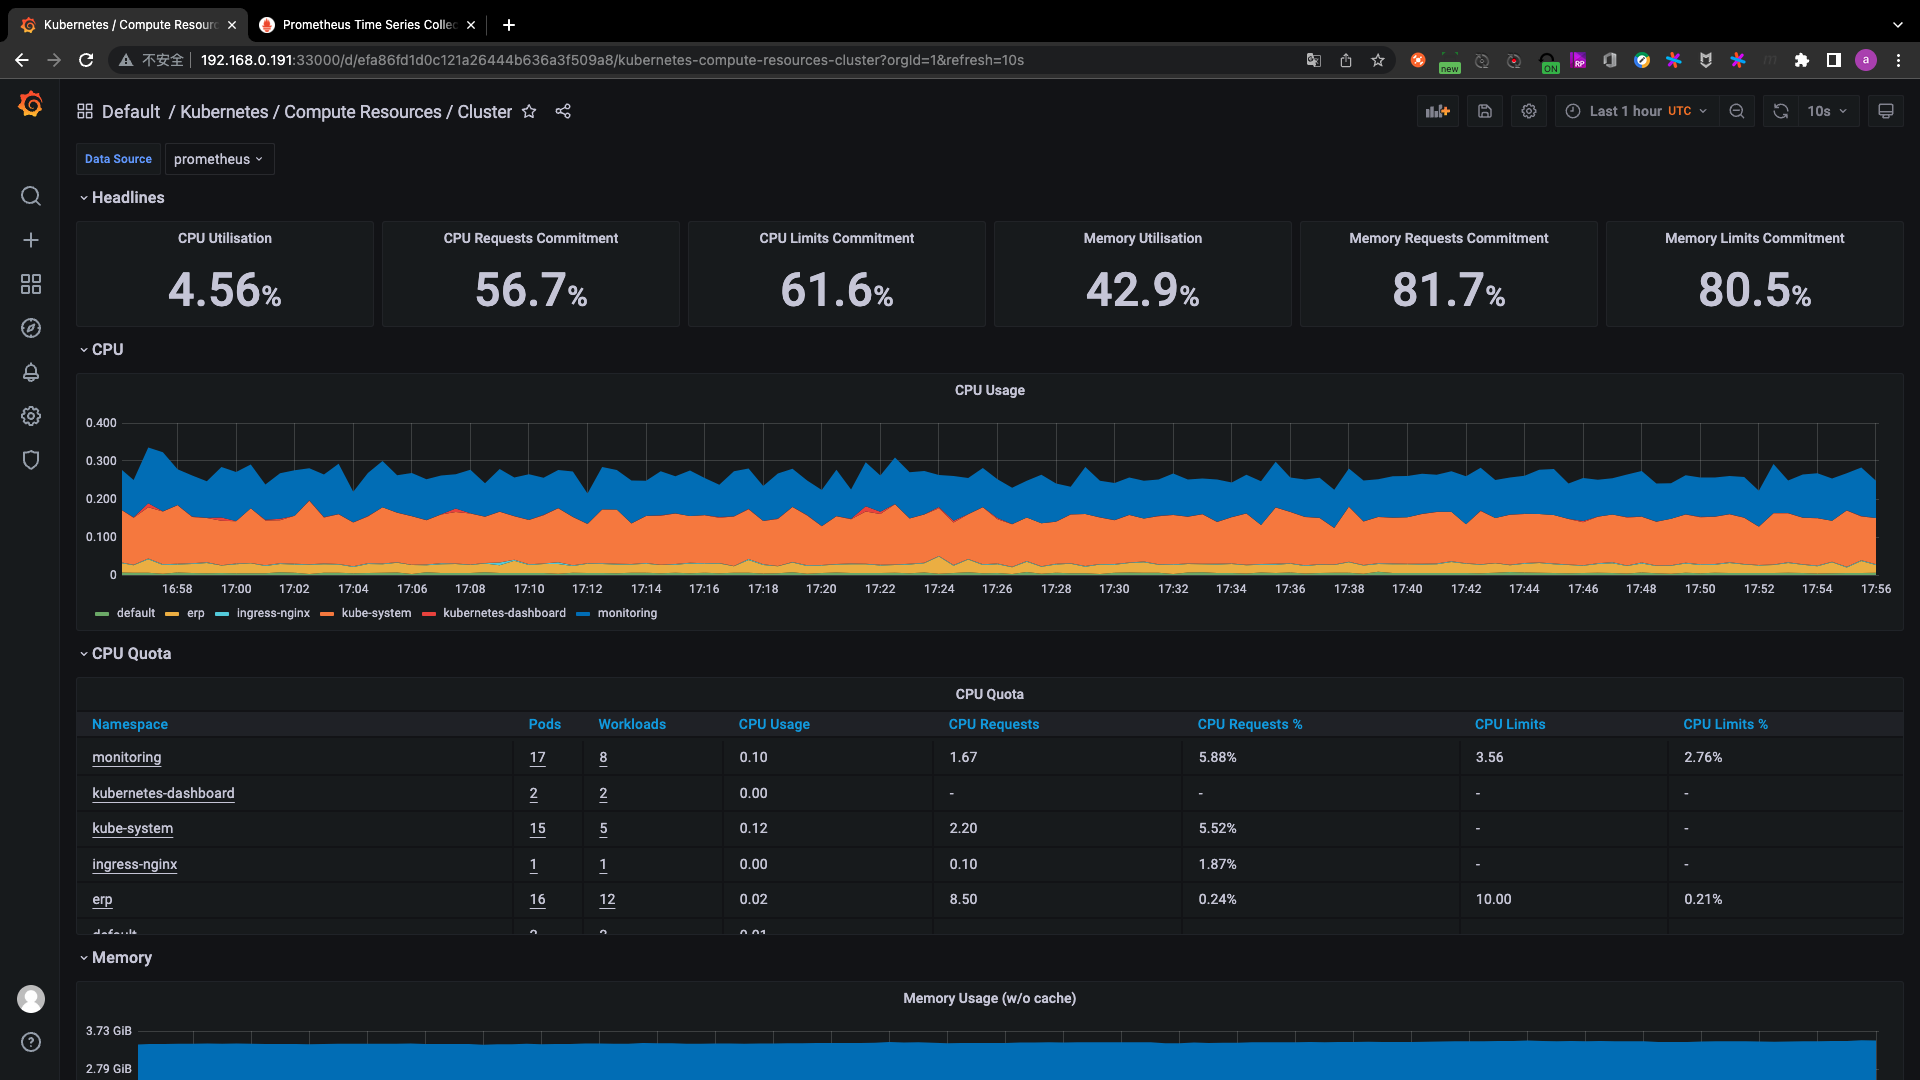 Kubernetes / Compute Resourc
Prometheus Time Series Collec
不安全 192.168.0.191:33000/d/efa86fd1d0c121a26444b636a3f509a8/kubernetes-compute-resources-cluster?orgId=1&refresh=10s
new ON RP a
Default / Kubernetes / Compute Resources / Cluster
Last 1 hour UTC 10s
Data Source prometheus
Headlines
CPU Utilisation CPU Requests Commitment CPU Limits Commitment Memory Utilisation Memory Requests Commitment Memory Limits Commitment
4.56% 56.7% 61.6% 42.9% 81.7% 80.5%
CPU
CPU Usage
0.400
0.300
0.200
0.100
0
16:58 17:00 17:02 17:04 17:06 17:08 17:10 17:12 17:14 17:16 17:18 17:20 17:22 17:24 17:26 17:28 17:30 17:32 17:34 17:36 17:38 17:40 17:42 17:44 17:46 17:48 17:50 17:52 17:54 17:56
default erp ingress-nginx kube-system kubernetes-dashboard monitoring
CPU Quota
CPU Quota
Namespace Pods Workloads CPU Usage CPU Requests CPU Requests % CPU Limits CPU Limits %
monitoring 17 8 0.10 1.67 5.88% 3.56 2.76%
kubernetes-dashboard 2 2 0.00 - - - -
kube-system 15 5 0.12 2.20 5.52% - -
ingress-nginx 1 1 0.00 0.10 1.87% - -
erp 16 12 0.02 8.50 0.24% 10.00 0.21%
default 0.01
Memory
Memory Usage (w/o cache)
3.73 GiB
2.79 GiB